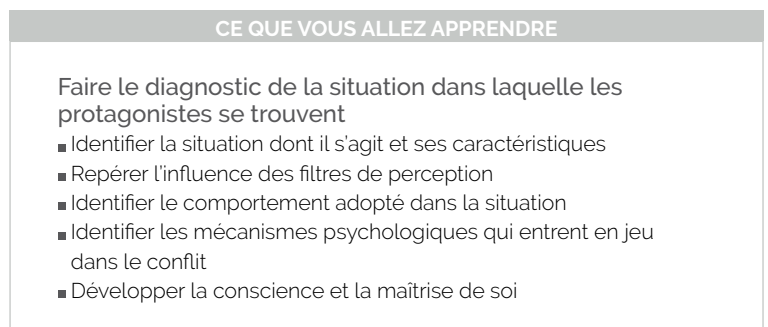 CE QUE VOUS ALLEZ APPRENDRE
Faire le diagnostic de la situation dans laquelle les
protagonistes se trouvent
■ Identifier la situation dont il s’agit et ses caractéristiques
■ Repérer l’influence des filtres de perception
■ Identifier le comportement adopté dans la situation
■ Identifier les mécanismes psychologiques qui entrent en jeu
dans le conflit
■ Développer la conscience et la maîtrise de soi